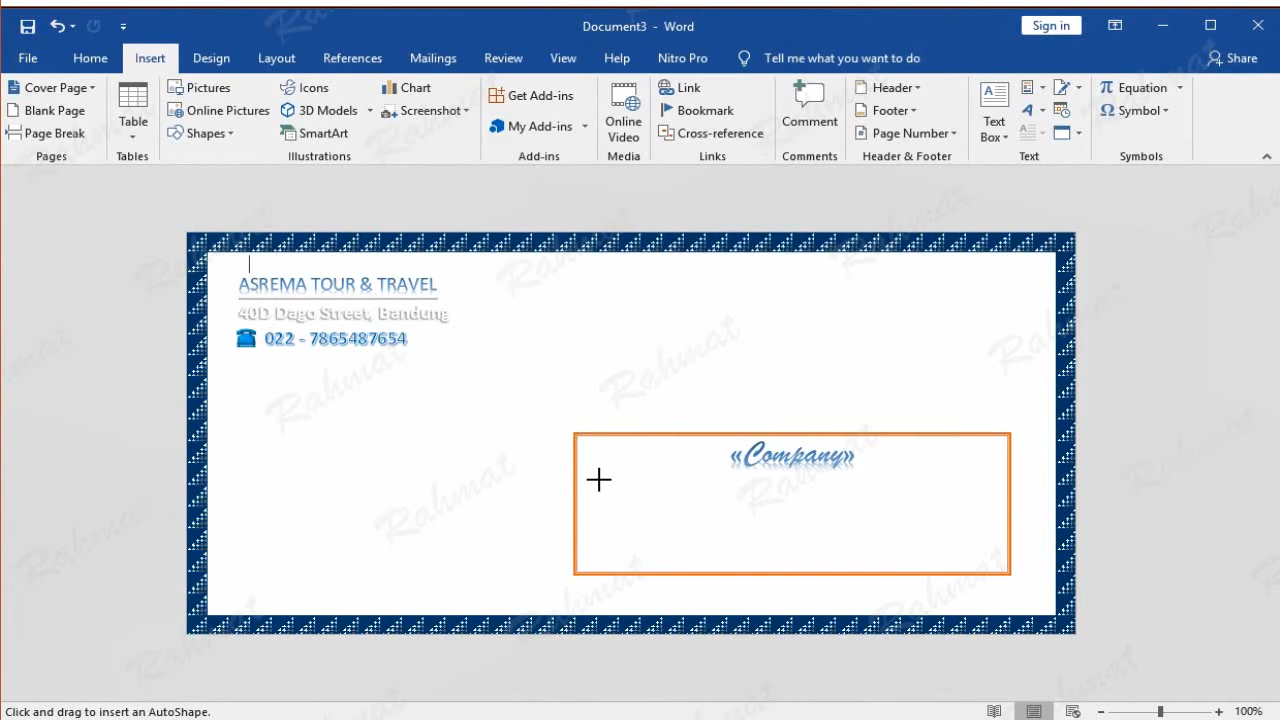 Document3 - Word
Sign in
File Home Insert Design Layout References Mailings Review View Help Nitro Pro Tell me what you want to do Share
Cover Page
Blank Page
Page Break
Pages
Table
Tables
Pictures
Online Pictures
Shapes
Icons
3D Models
SmartArt
Chart
Screenshot
Illustrations
Get Add-ins
My Add-ins
Add-ins
Online
Video
Media
Link
Bookmark
Cross-reference
Links
Comment
Comments
Header
Footer
Page Number
Header & Footer
Text
Box
Text
Equation
Symbol
Symbols
ASREMA TOUR & TRAVEL
40D Dago Street, Bandung
022 - 7865487654
«Company»
Rahmat
Click and drag to insert an AutoShape.
100%